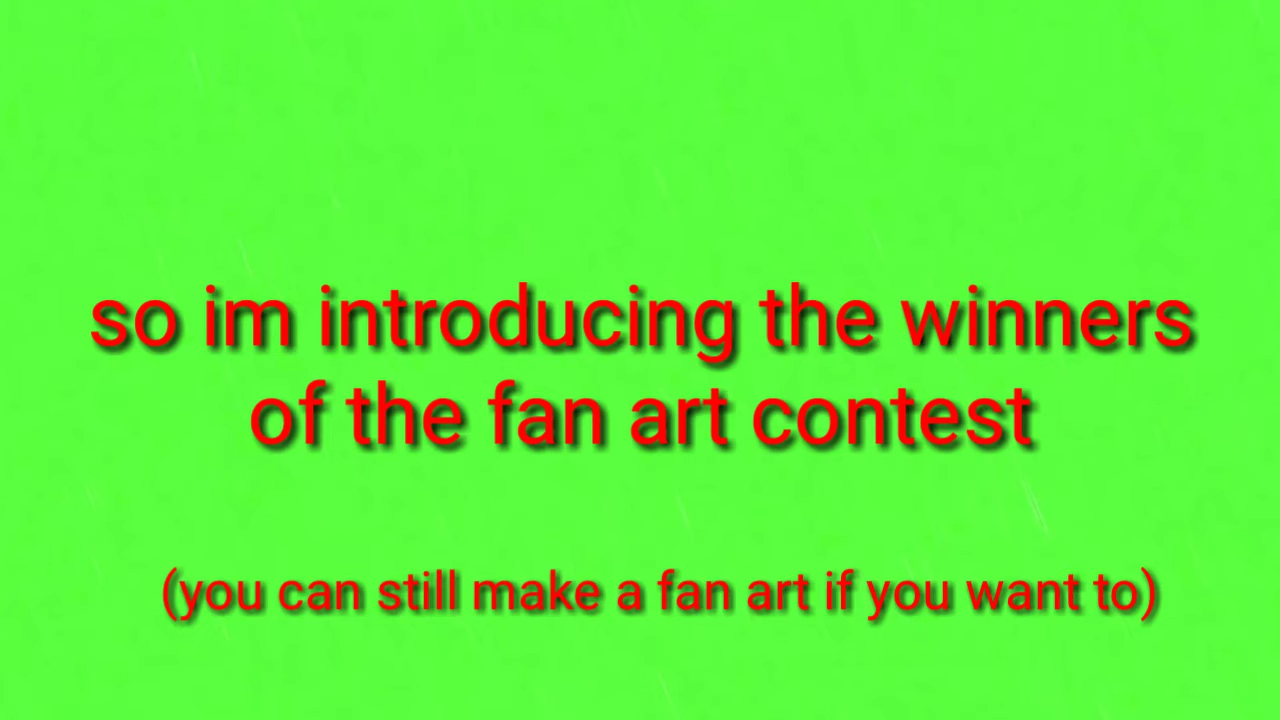 so im introducing the winners
of the fan art contest
(you can still make a fan art if you want to)